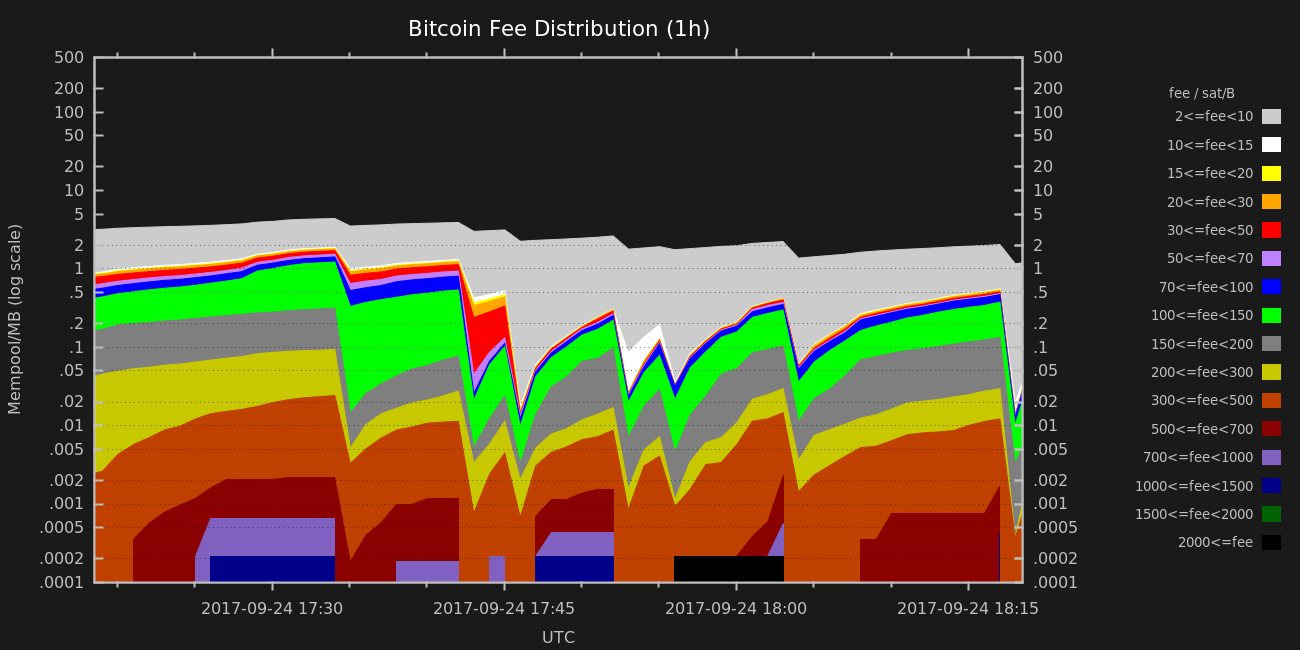 Bitcoin Fee Distribution (1h)
Mempool/MB (log scale)
500
200
100
50
20
10
5
2
1
.5
.2
.1
.05
.02
.01
.005
.002
.001
.0005
.0002
.0001
500
200
100
50
20
10
5
2
1
.5
.2
.1
.05
.02
.01
.005
.002
.001
.0005
.0002
.0001
2017-09-24 17:30
2017-09-24 17:45
2017-09-24 18:00
2017-09-24 18:15
UTC
fee / sat/B
2<=fee<10
10<=fee<15
15<=fee<20
20<=fee<30
30<=fee<50
50<=fee<70
70<=fee<100
100<=fee<150
150<=fee<200
200<=fee<300
300<=fee<500
500<=fee<700
700<=fee<1000
1000<=fee<1500
1500<=fee<2000
2000<=fee